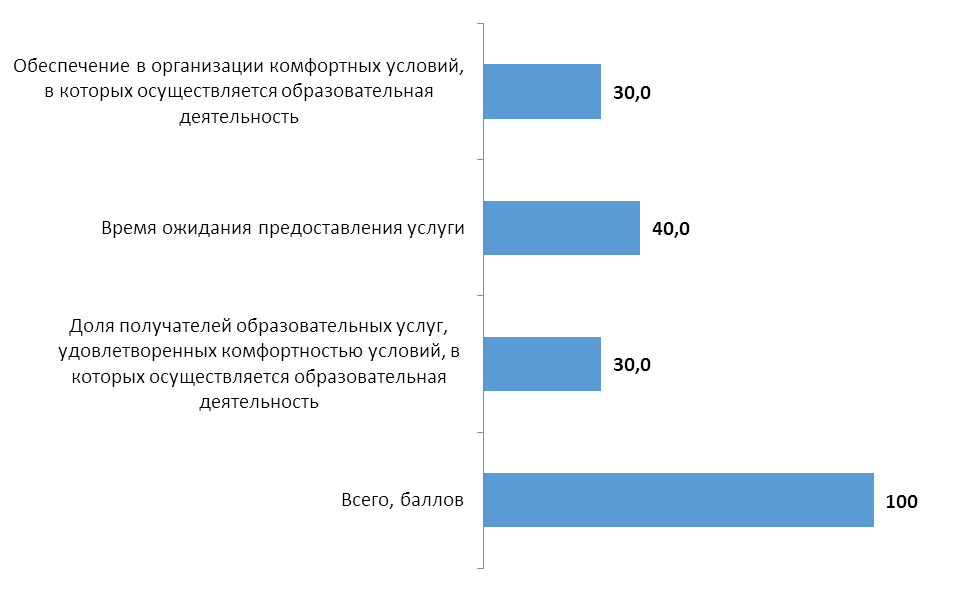 Обеспечение в организации комфортных условий,
в которых осуществляется образовательная
деятельность
30,0
Время ожидания предоставления услуги
40,0
Доля получателей образовательных услуг,
удовлетворенных комфортностью условий, в
которых осуществляется образовательная
деятельность
30,0
Всего, баллов
100